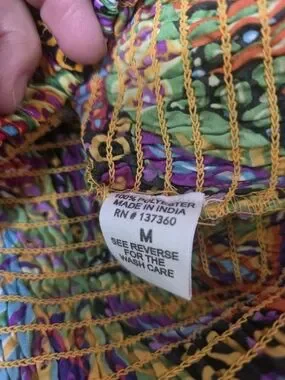 100% POLYESTER
MADE IN INDIA
RN # 137360
M
SEE REVERSE
FOR THE
WASH CARE